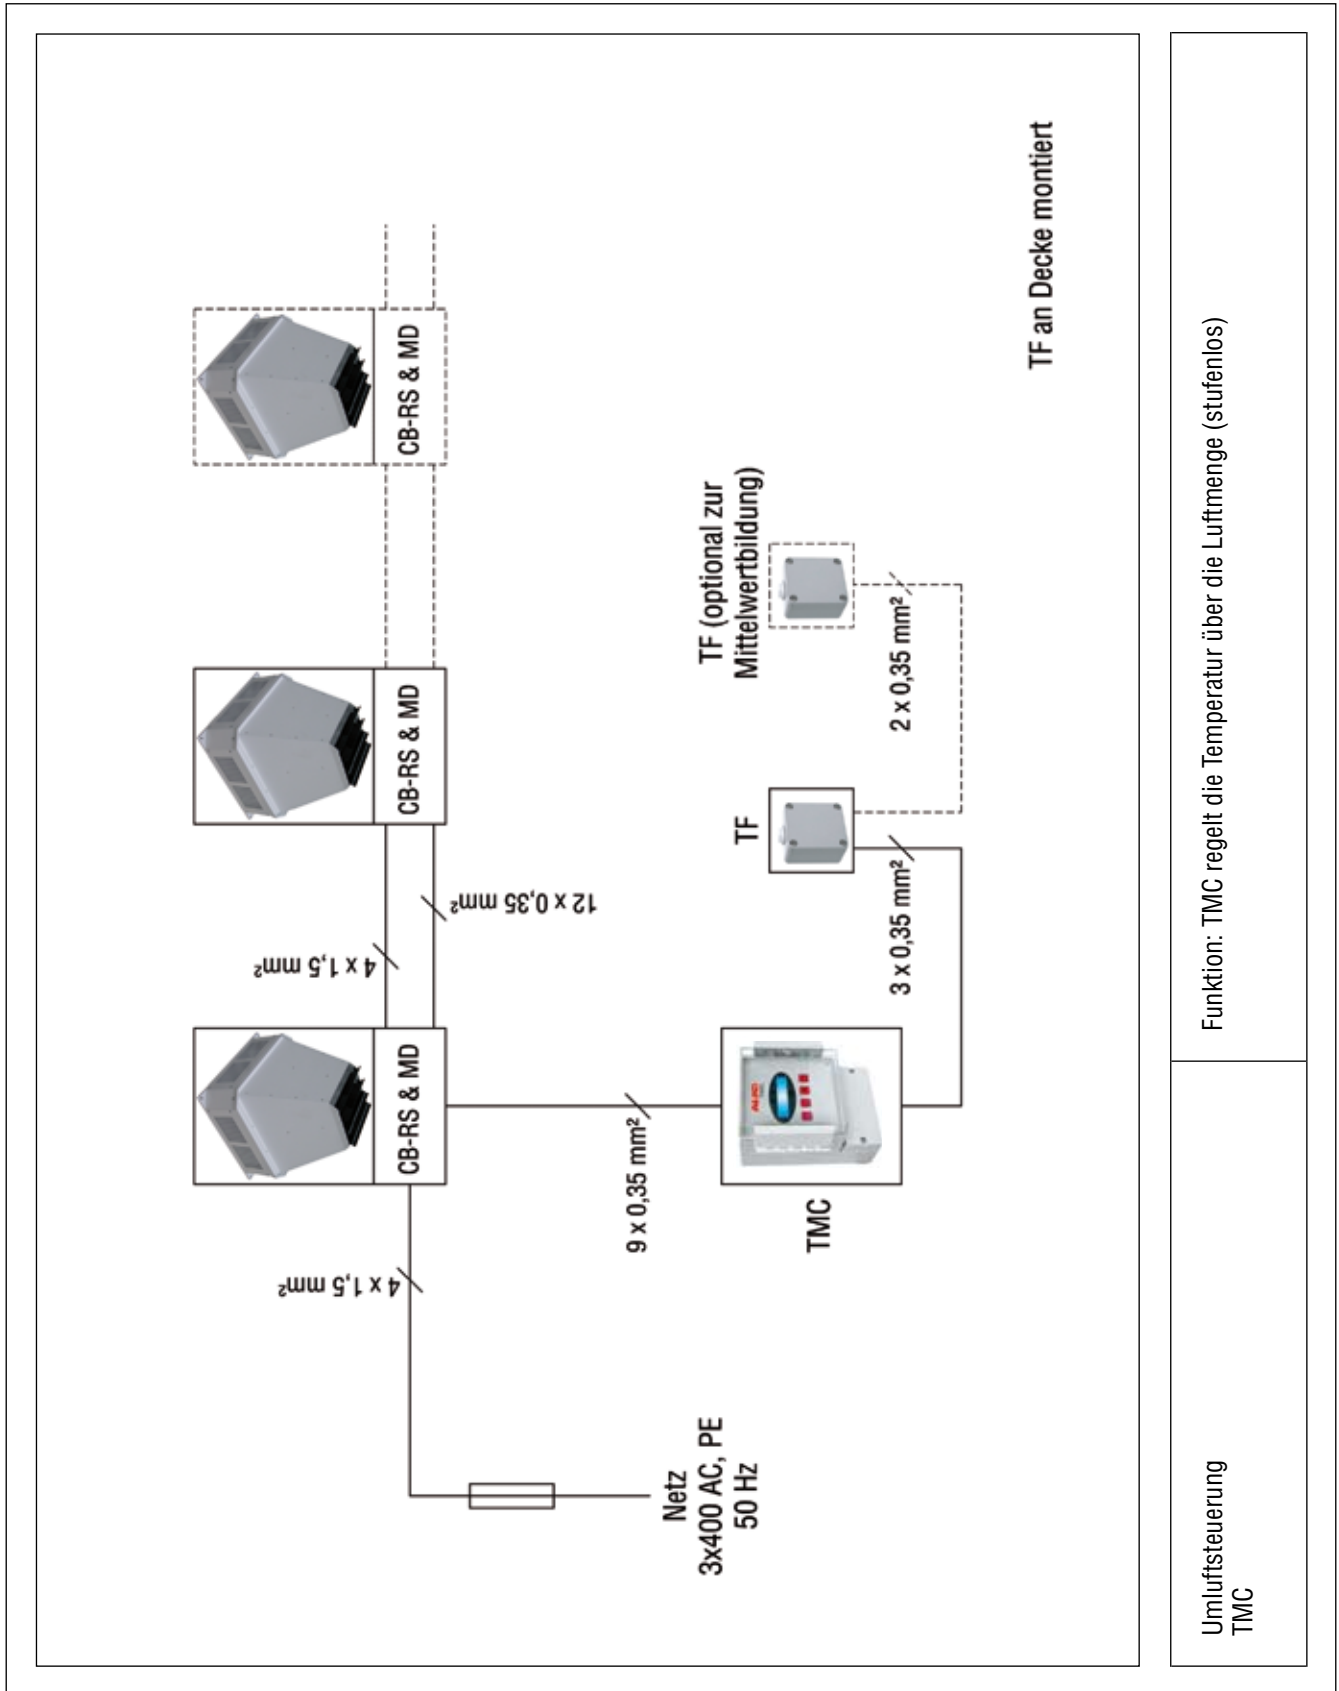 CB-RS & MD
CB-RS & MD
CB-RS & MD
4 x 1,5 mm²
4 x 1,5 mm²
12 x 0,35 mm²
9 x 0,35 mm²
Netz
3x400 AC, PE
50 Hz
TMC
TF
TF (optional zur
Mittelwertbildung)
3 x 0,35 mm²
2 x 0,35 mm²
TF an Decke montiert
Umluftsteuerung
TMC
Funktion: TMC regelt die Temperatur über die Luftmenge (stufenlos)